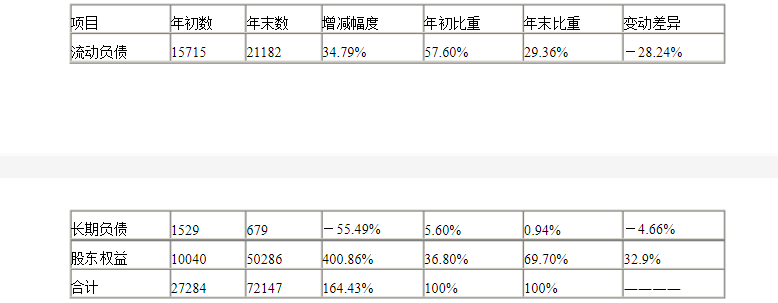 项目 年初数 年末数 增减幅度 年初比重 年末比重 变动差异
流动负债 15715 21182 34.79% 57.60% 29.36% －28.24%
长期负债 1529 679 －55.49% 5.60% 0.94% －4.66%
股东权益 10040 50286 400.86% 36.80% 69.70% 32.9%
合计 27284 72147 164.43% 100% 100% ————